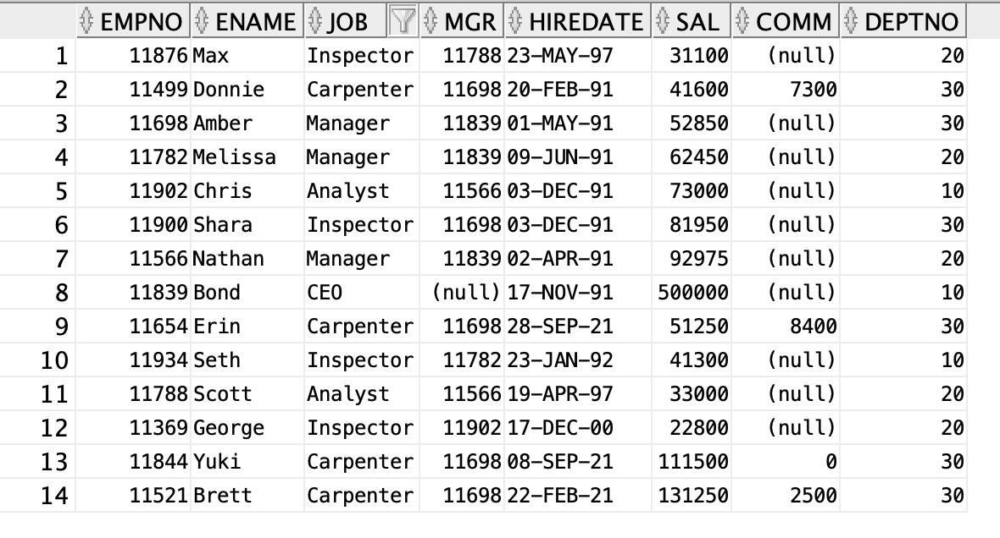 EMPNO ENAME JOB MGR HIREDATE SAL COMM DEPTNO
1 11876 Max Inspector 11788 23-MAY-97 31100 (null) 20
2 11499 Donnie Carpenter 11698 20-FEB-91 41600 7300 30
3 11698 Amber Manager 11839 01-MAY-91 52850 (null) 30
4 11782 Melissa Manager 11839 09-JUN-91 62450 (null) 20
5 11902 Chris Analyst 11566 03-DEC-91 73000 (null) 10
6 11900 Shara Inspector 11698 03-DEC-91 81950 (null) 30
7 11566 Nathan Manager 11839 02-APR-91 92975 (null) 20
8 11839 Bond CEO (null) 17-NOV-91 500000 (null) 10
9 11654 Erin Carpenter 11698 28-SEP-21 51250 8400 30
10 11934 Seth Inspector 11782 23-JAN-92 41300 (null) 10
11 11788 Scott Analyst 11566 19-APR-97 33000 (null) 20
12 11369 George Inspector 11902 17-DEC-00 22800 (null) 20
13 11844 Yuki Carpenter 11698 08-SEP-21 111500 0 30
14 11521 Brett Carpenter 11698 22-FEB-21 131250 2500 30